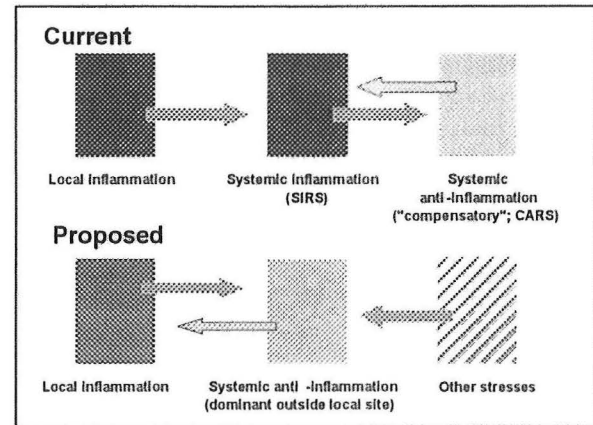 Current
Local inflammation
Systemic inflammation
(SIRS)
Systemic
anti-inflammation
("compensatory"; CARS)
Proposed
Local inflammation
Systemic anti -inflammation
(dominant outside local site)
Other stresses